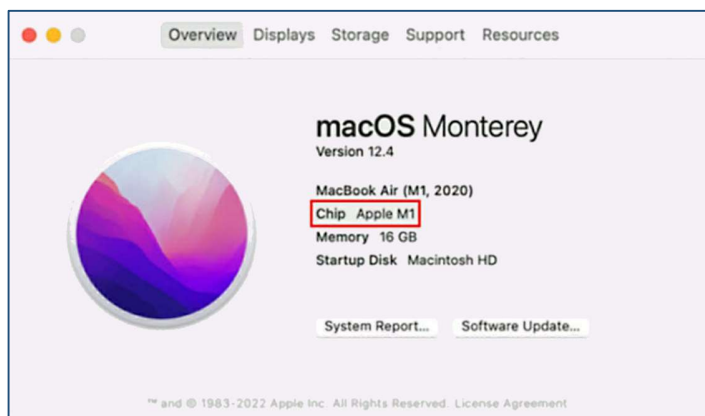 Overview Displays Storage Support Resources
macOS Monterey
Version 12.4
MacBook Air (M1, 2020)
Chip Apple M1
Memory 16 GB
Startup Disk Macintosh HD
System Report... Software Update...
™ and © 1983-2022 Apple Inc. All Rights Reserved. License Agreement